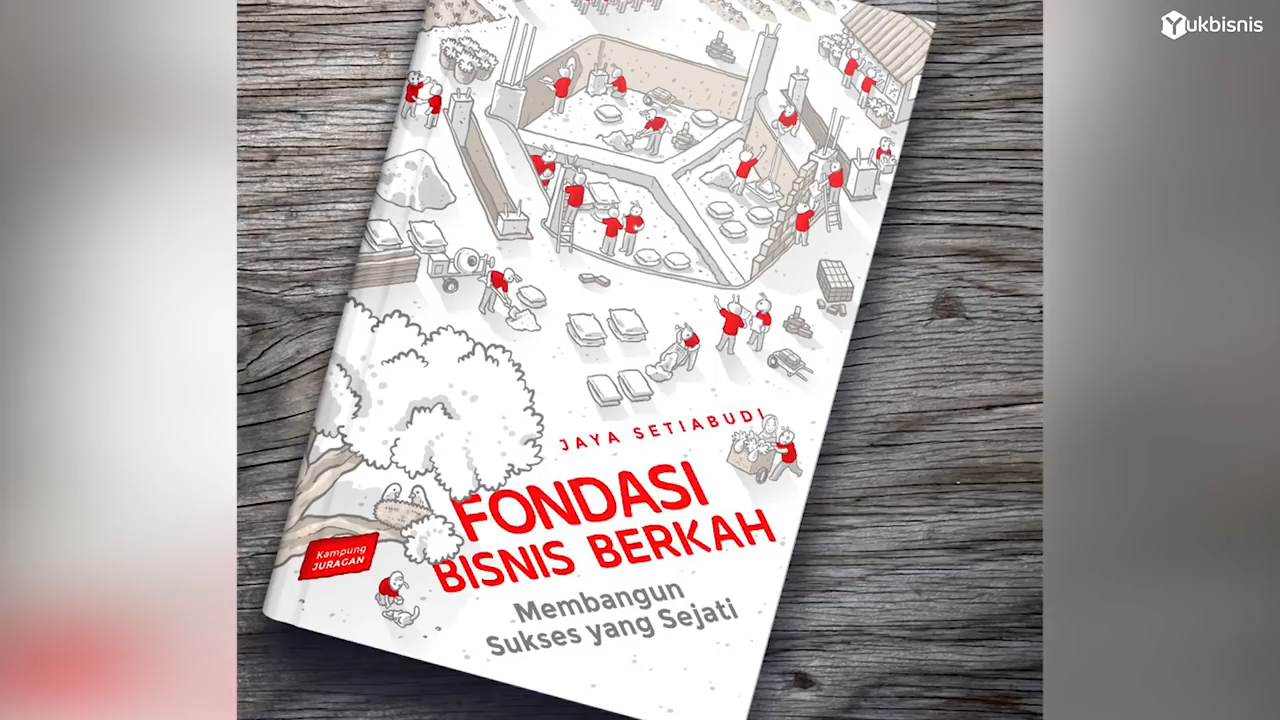 Yukbisnis
JAYA SETIABUDI
FONDASI
BISNIS BERKAH
Membangun
Sukses yang Sejati
Kampung
JURAGAN